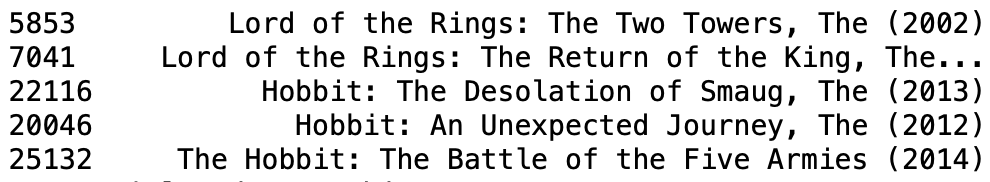 5853 Lord of the Rings: The Two Towers, The (2002)
7041 Lord of the Rings: The Return of the King, The...
22116 Hobbit: The Desolation of Smaug, The (2013)
20046 Hobbit: An Unexpected Journey, The (2012)
25132 The Hobbit: The Battle of the Five Armies (2014)